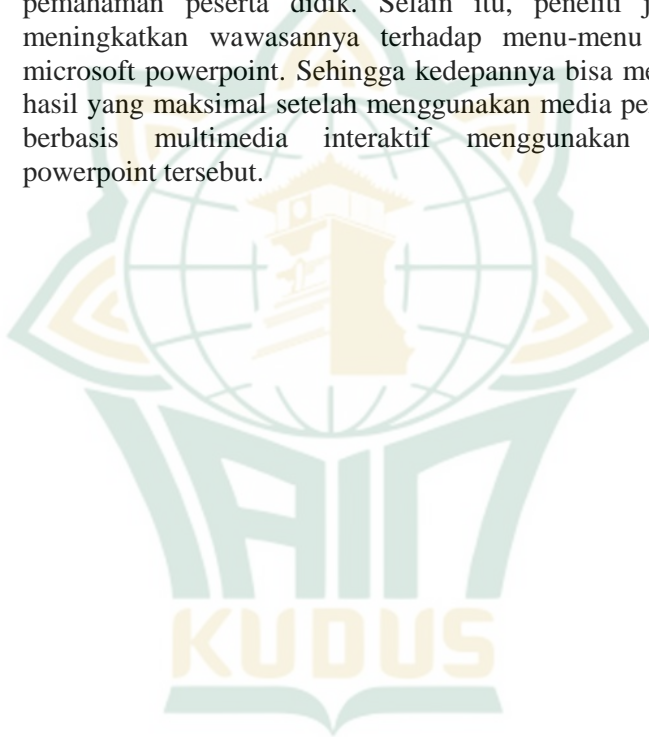 pemahaman peserta didik. Selain itu, peneliti
meningkatkan wawasannya terhadap menu-menu
microsoft powerpoint. Sehingga kedepannya bisa
hasil yang maksimal setelah menggunakan media
berbasis multimedia interaktif menggunakan
powerpoint tersebut.
IAIN
KUDUS